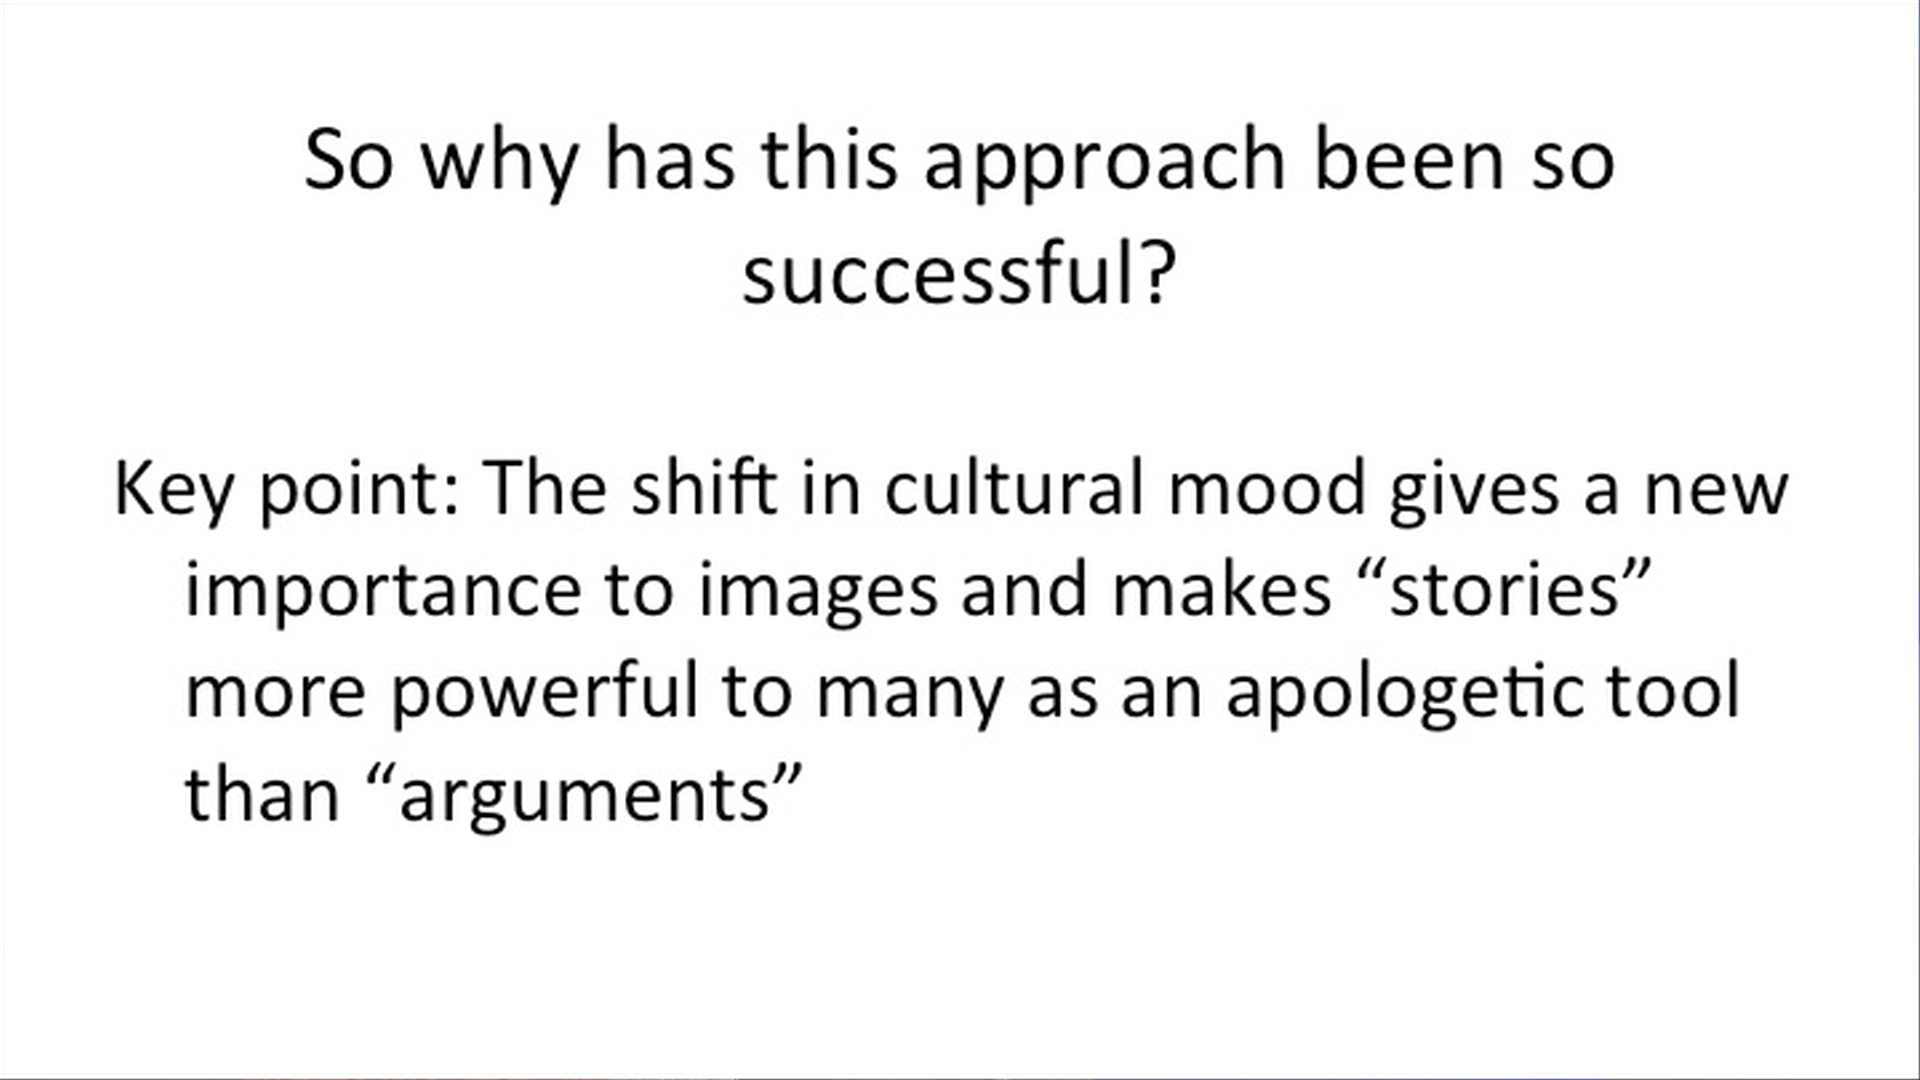 So why has this approach been so
successful?
Key point: The shift in cultural mood gives a new
importance to images and makes “stories”
more powerful to many as an apologetic tool
than “arguments”